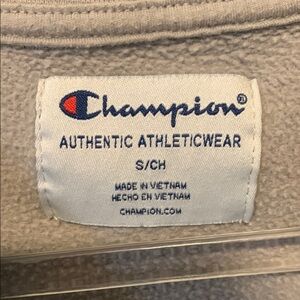 Champion®
AUTHENTIC ATHLETICWEAR
S/CH
MADE IN VIETNAM
HECHO EN VIETNAM
CHAMPION.COM